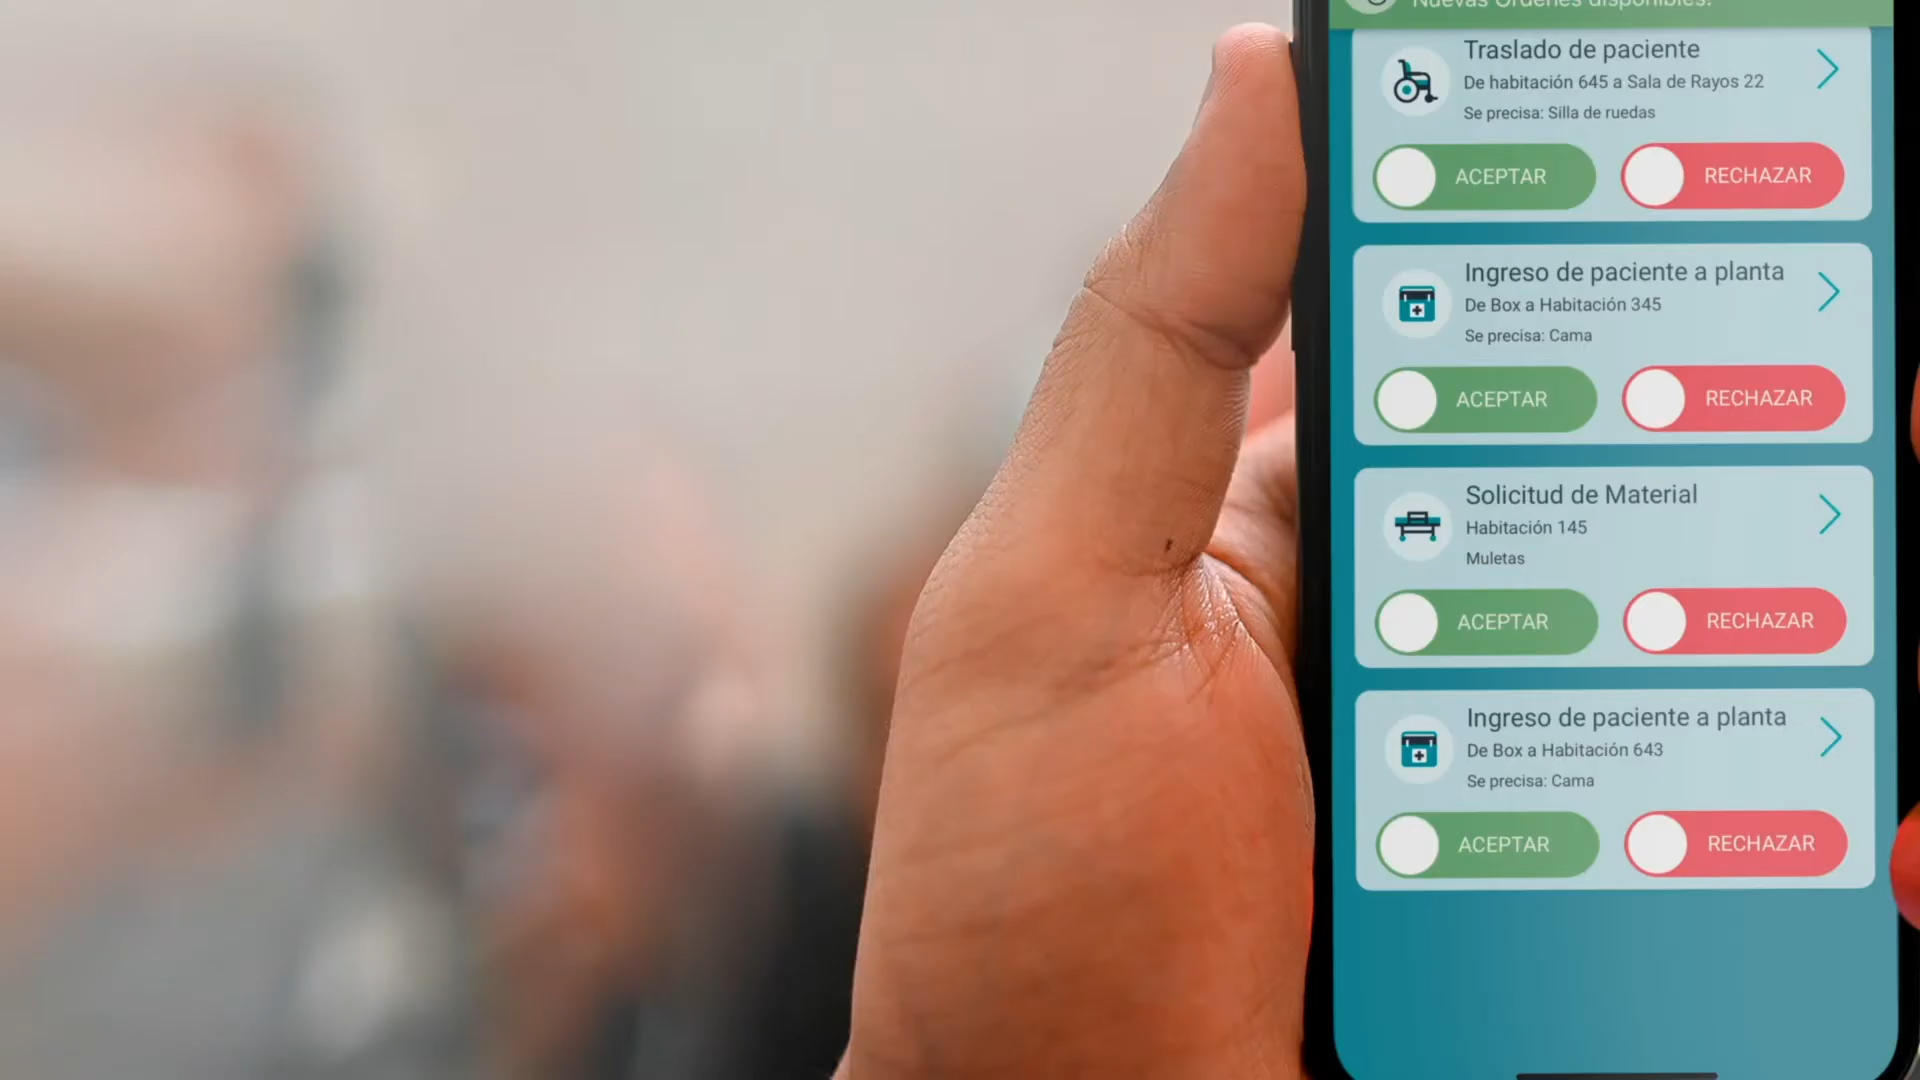 Nuevas Órdenes disponibles!
Traslado de paciente
De habitación 645 a Sala de Rayos 22
Se precisa: Silla de ruedas
ACEPTAR
RECHAZAR
Ingreso de paciente a planta
De Box a Habitación 345
Se precisa: Cama
ACEPTAR
RECHAZAR
Solicitud de Material
Habitación 145
Muletas
ACEPTAR
RECHAZAR
Ingreso de paciente a planta
De Box a Habitación 643
Se precisa: Cama
ACEPTAR
RECHAZAR